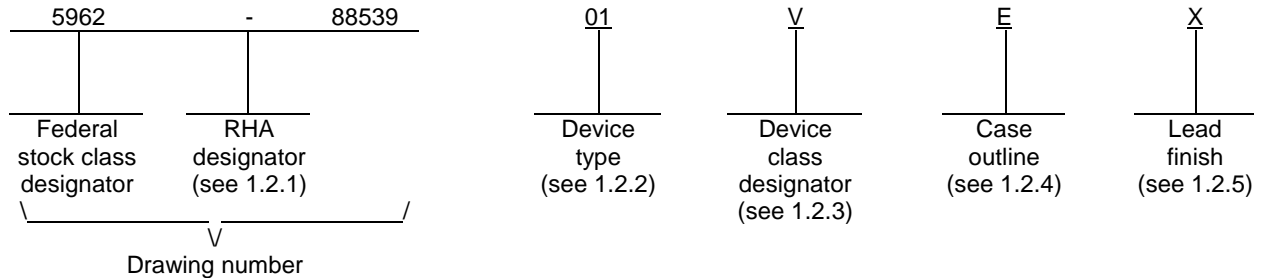 5962 - 88539 01 V E X
Federal stock class designator
RHA designator (see 1.2.1)
Device type (see 1.2.2)
Device class designator (see 1.2.3)
Case outline (see 1.2.4)
Lead finish (see 1.2.5)
\ /
\/
Drawing number